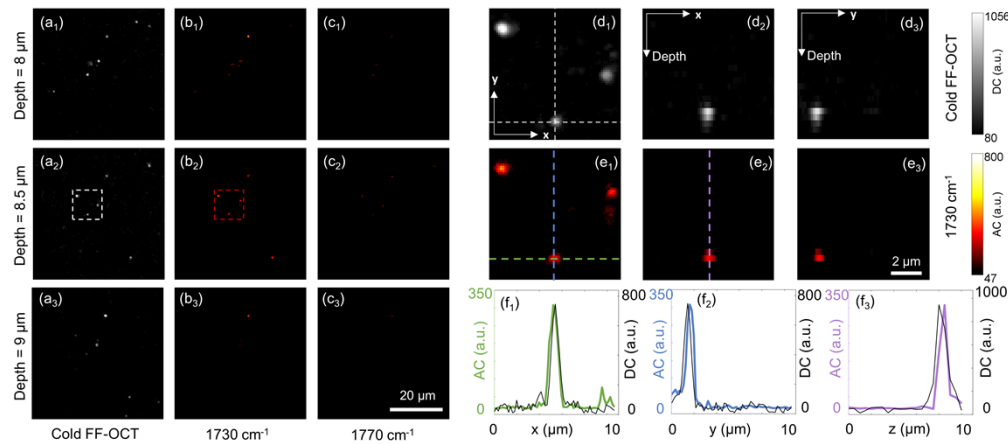 (a₁) (b₁) (c₁) (d₁) (d₂) (d₃)
Depth = 8 μm
x y y
Depth Depth
y
x
1056
DC (a.u.)
80
Cold FF-OCT
(a₂) (b₂) (c₂) (e₁) (e₂) (e₃)
Depth = 8.5 μm
2 μm
800
AC (a.u.)
47
1730 cm⁻¹
(a₃) (b₃) (c₃) (f₁) (f₂) (f₃)
Depth = 9 μm
20 μm
350 800 350 800 350 1000
AC (a.u.) DC (a.u.) AC (a.u.) DC (a.u.) AC (a.u.) DC (a.u.)
0 0 0 0 0 0
0 x (μm) 10 0 y (μm) 10 0 z (μm) 10
Cold FF-OCT 1730 cm⁻¹ 1770 cm⁻¹